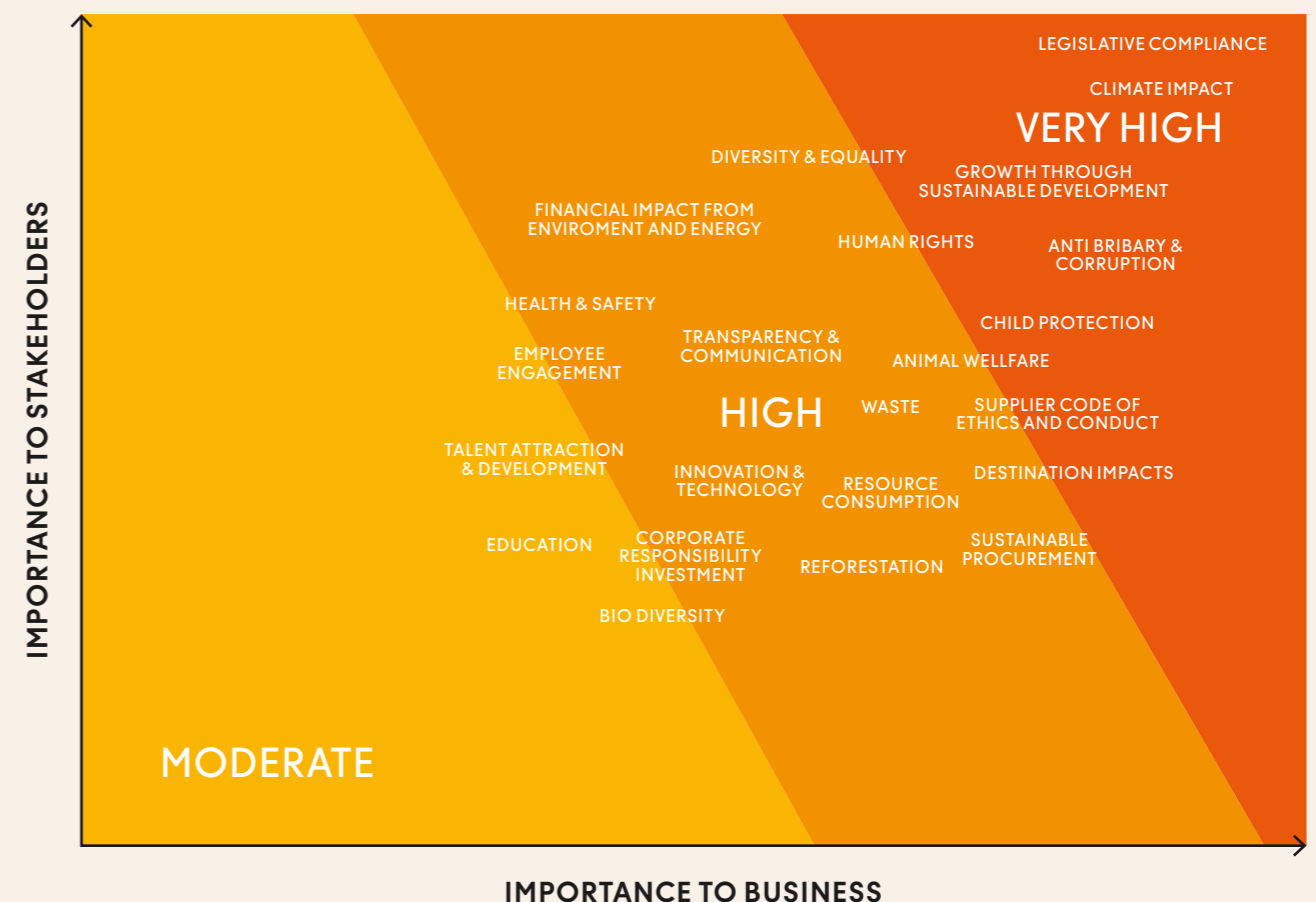 LEGISLATIVE COMPLIANCE
CLIMATE IMPACT
VERY HIGH
DIVERSITY & EQUALITY
GROWTH THROUGH
SUSTAINABLE DEVELOPMENT
FINANCIAL IMPACT FROM
ENVIROMENT AND ENERGY
HUMAN RIGHTS
ANTI BRIBARY &
CORRUPTION
HEALTH & SAFETY
CHILD PROTECTION
TRANSPARENCY &
COMMUNICATION
EMPLOYEE
ENGAGEMENT
ANIMAL WELLFARE
HIGH
WASTE
SUPPLIER CODE OF
ETHICS AND CONDUCT
TALENT ATTRACTION
& DEVELOPMENT
INNOVATION &
TECHNOLOGY
RESOURCE
CONSUMPTION
DESTINATION IMPACTS
EDUCATION
CORPORATE
RESPONSIBILITY
INVESTMENT
REFORESTATION
SUSTAINABLE
PROCUREMENT
BIO DIVERSITY
MODERATE
IMPORTANCE TO STAKEHOLDERS
IMPORTANCE TO BUSINESS